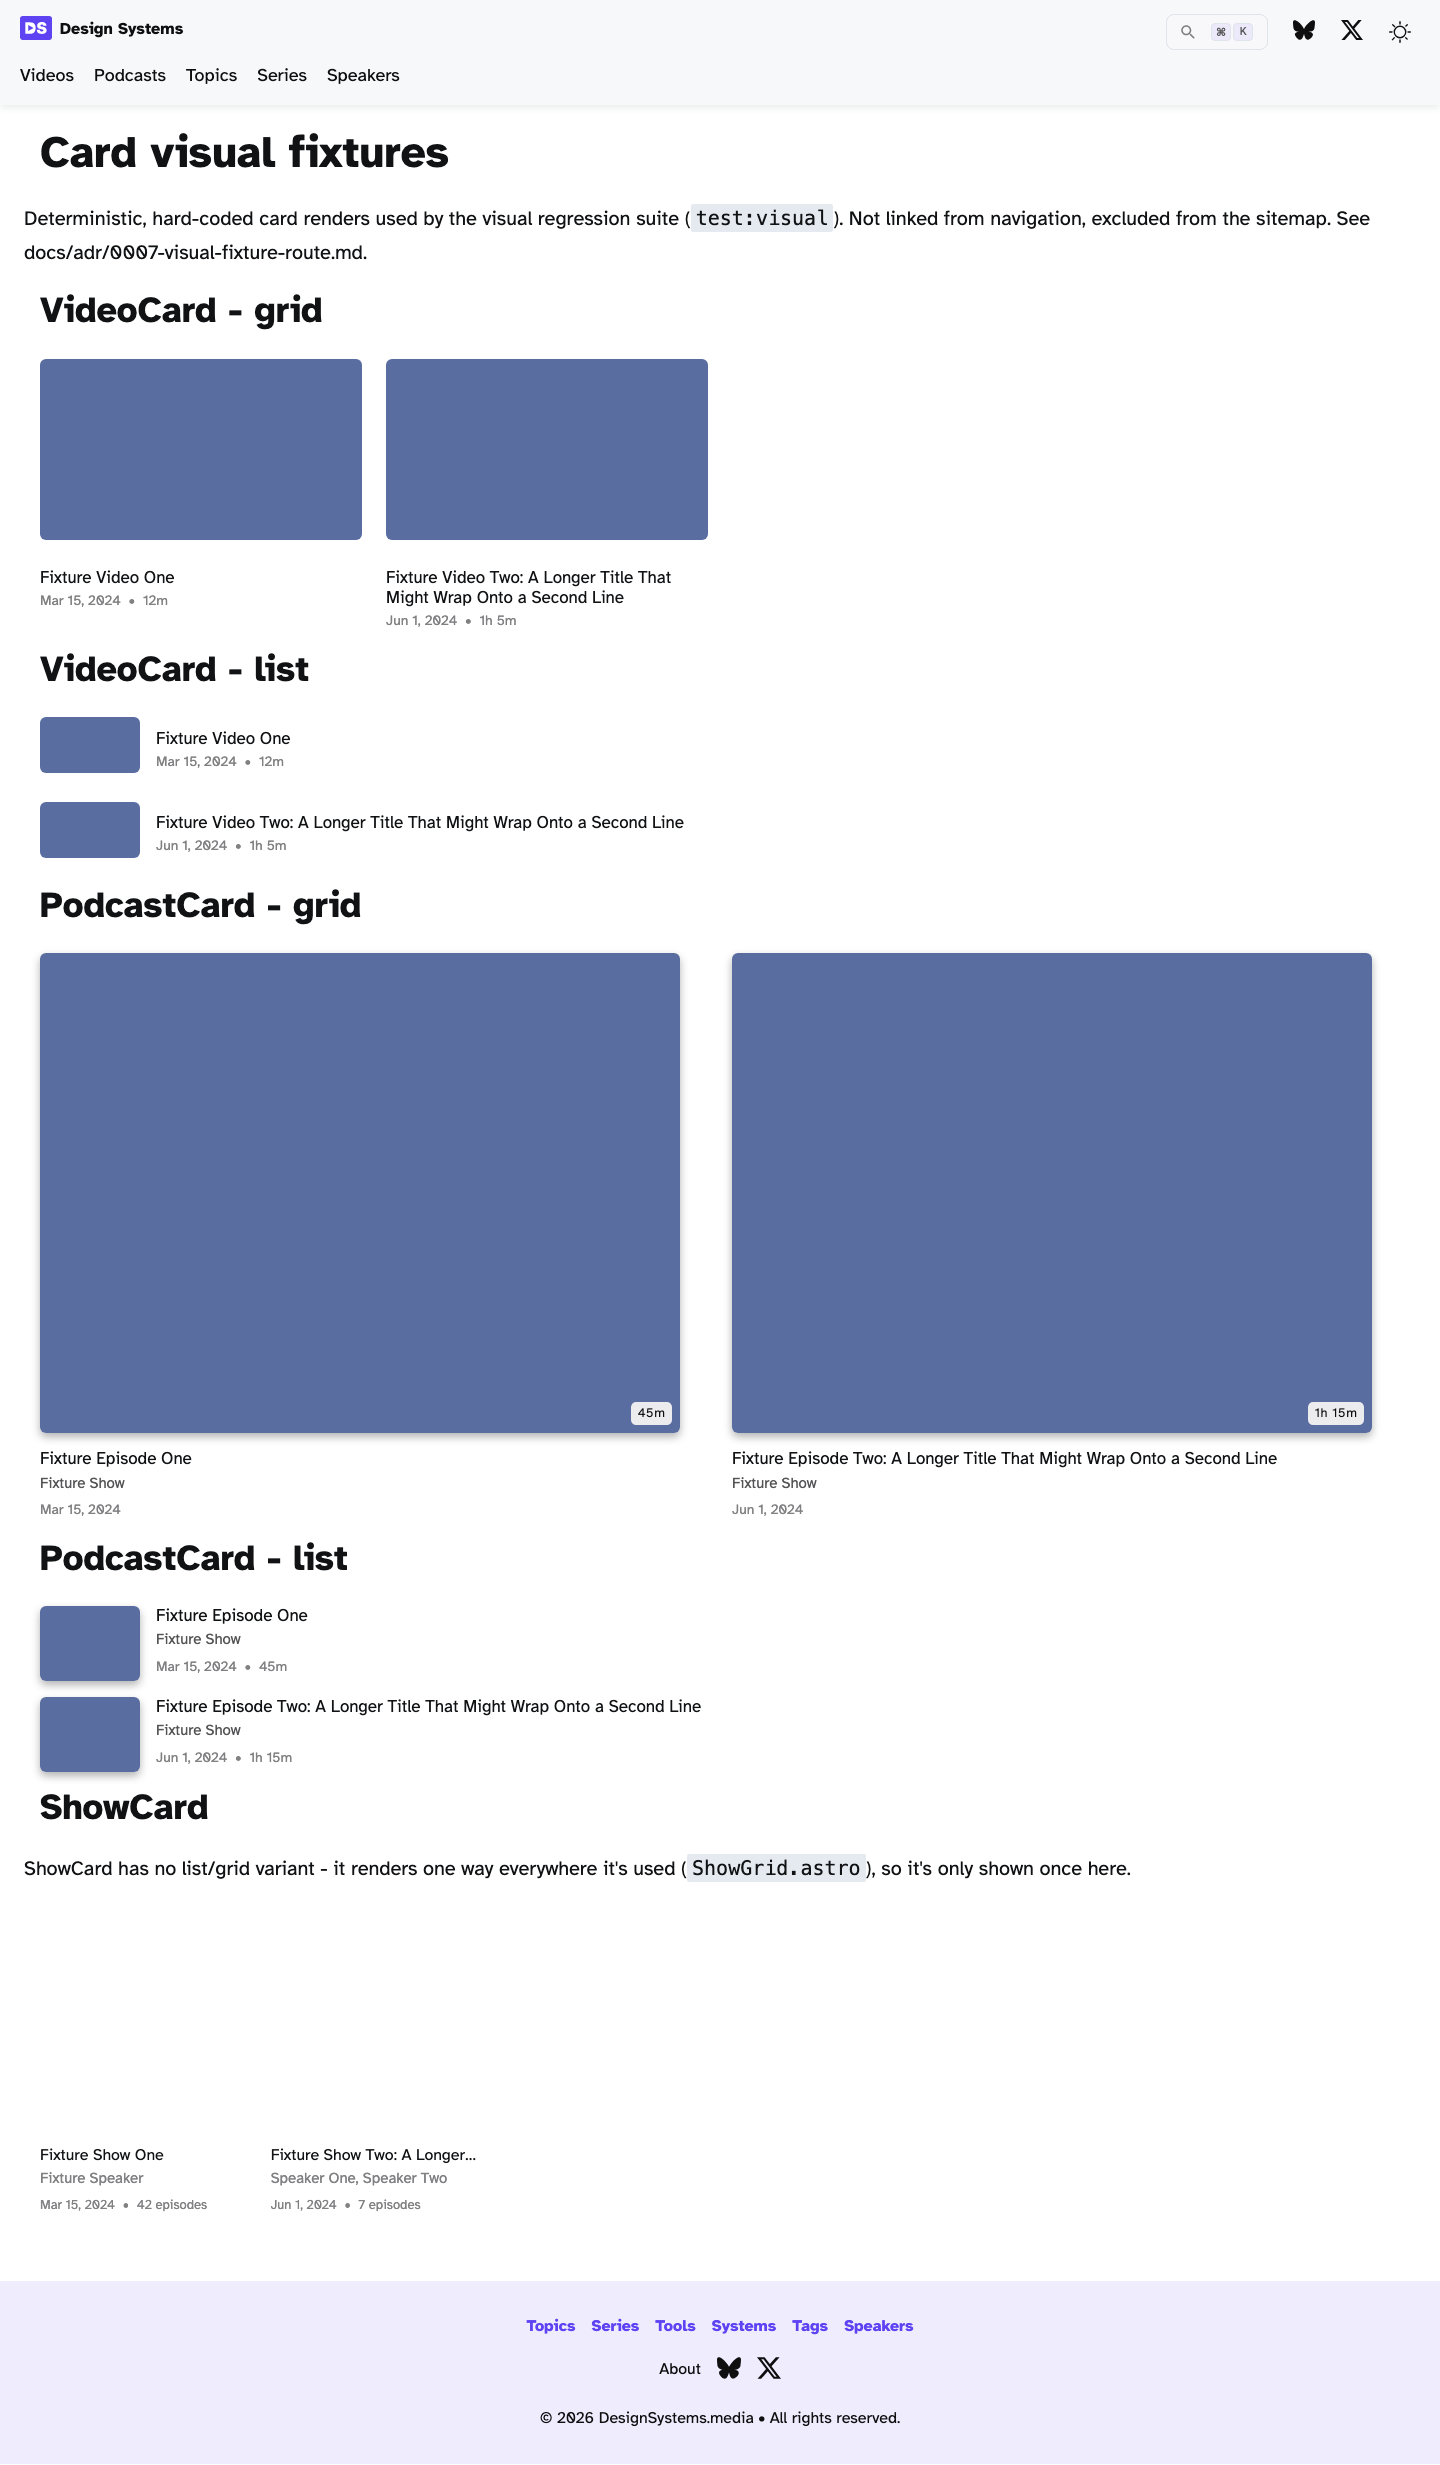 DS Design Systems
⌘ K
Videos Podcasts Topics Series Speakers
Card visual fixtures
Deterministic, hard-coded card renders used by the visual regression suite ( test:visual ). Not linked from navigation, excluded from the sitemap. See
docs/adr/0007-visual-fixture-route.md.
VideoCard - grid
Fixture Video One
Mar 15, 2024 • 12m
Fixture Video Two: A Longer Title That
Might Wrap Onto a Second Line
Jun 1, 2024 • 1h 5m
VideoCard - list
Fixture Video One
Mar 15, 2024 • 12m
Fixture Video Two: A Longer Title That Might Wrap Onto a Second Line
Jun 1, 2024 • 1h 5m
PodcastCard - grid
45m
Fixture Episode One
Fixture Show
Mar 15, 2024
1h 15m
Fixture Episode Two: A Longer Title That Might Wrap Onto a Second Line
Fixture Show
Jun 1, 2024
PodcastCard - list
Fixture Episode One
Fixture Show
Mar 15, 2024 • 45m
Fixture Episode Two: A Longer Title That Might Wrap Onto a Second Line
Fixture Show
Jun 1, 2024 • 1h 15m
ShowCard
ShowCard has no list/grid variant - it renders one way everywhere it's used ( ShowGrid.astro ), so it's only shown once here.
Fixture Show One
Fixture Speaker
Mar 15, 2024 • 42 episodes
Fixture Show Two: A Longer...
Speaker One, Speaker Two
Jun 1, 2024 • 7 episodes
Topics Series Tools Systems Tags Speakers
About
© 2026 DesignSystems.media • All rights reserved.